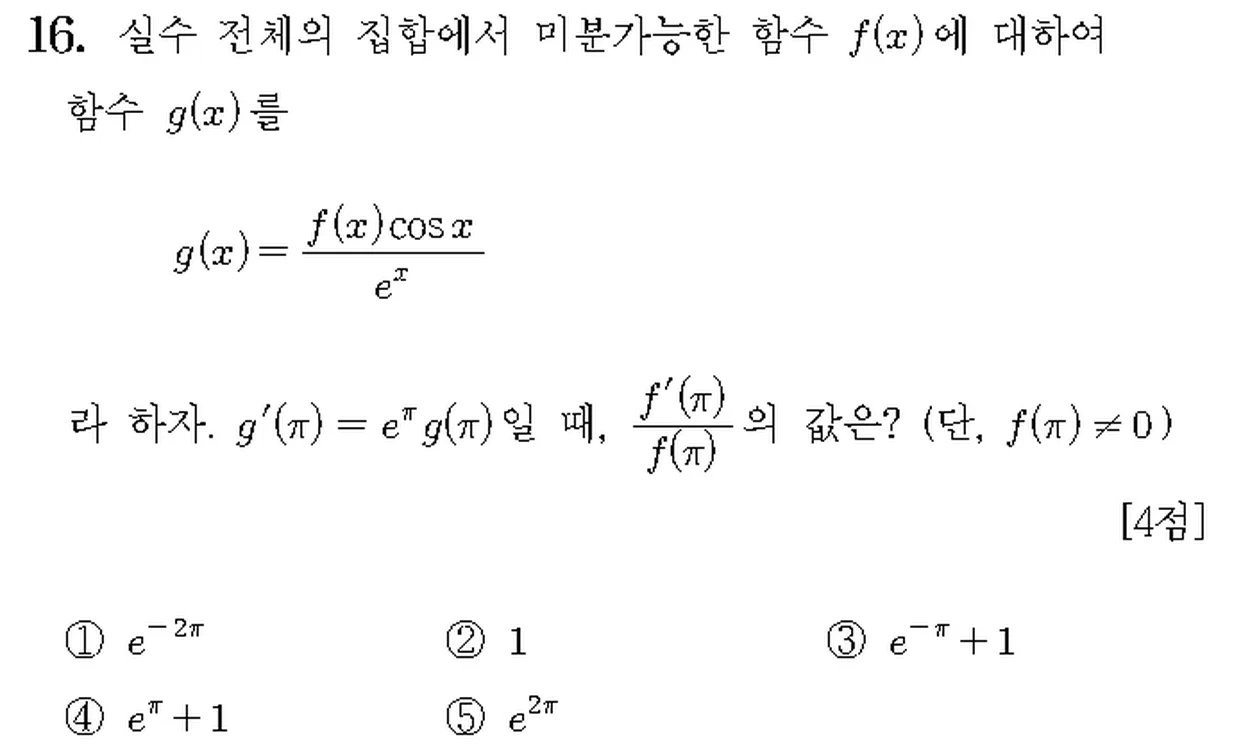 16. 실수 전체의 집합에서 미분가능한 함수 f(x)에 대하여
함수 g(x)를
g(x) = \frac{f(x)\cos x}{e^x}
라 하자. g′(π) = e^π g(π)일 때, \frac{f′(π)}{f(π)}의 값은? (단, f(π) ≠ 0)
[4점]
① e^{-2π} ② 1 ③ e^{-π}+1
④ e^π+1 ⑤ e^{2π}